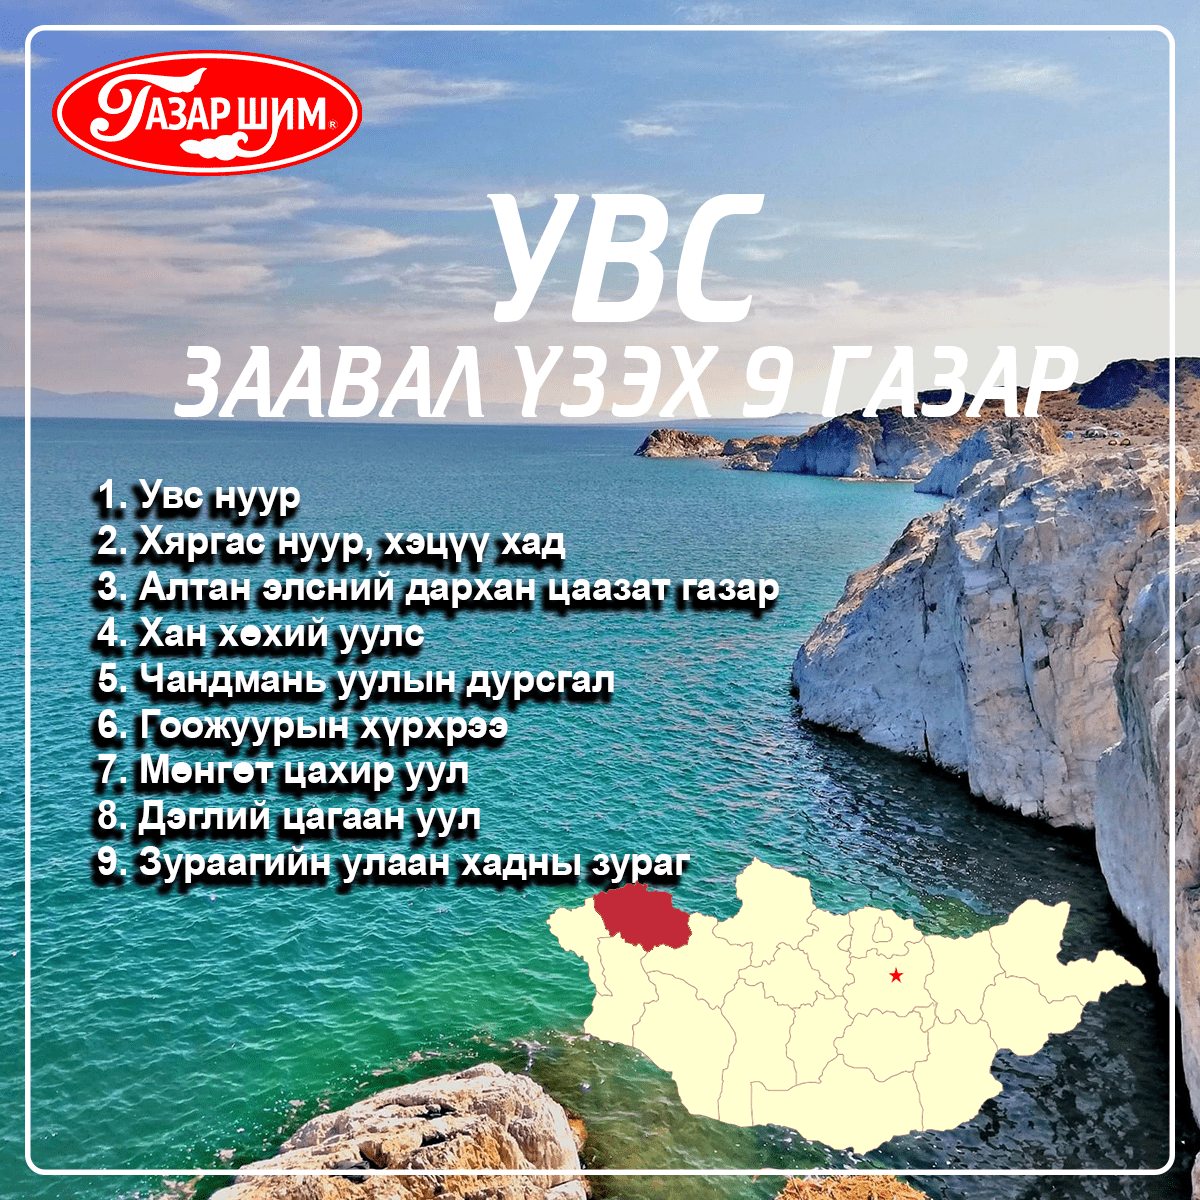 ГАЗАР ШИМ®
УВС
ЗААВАЛ ҮЗЭХ 9 ГАЗАР
1. Увс нуур
2. Хяргас нуур, хэцүү хад
3. Алтан элсний дархан цаазат газар
4. Хан хөхий уулс
5. Чандмань уулын дурсгал
6. Гоожуурын хүрхрээ
7. Мөнгөт цахир уул
8. Дэглий цагаан уул
9. Зураагийн улаан хадны зураг